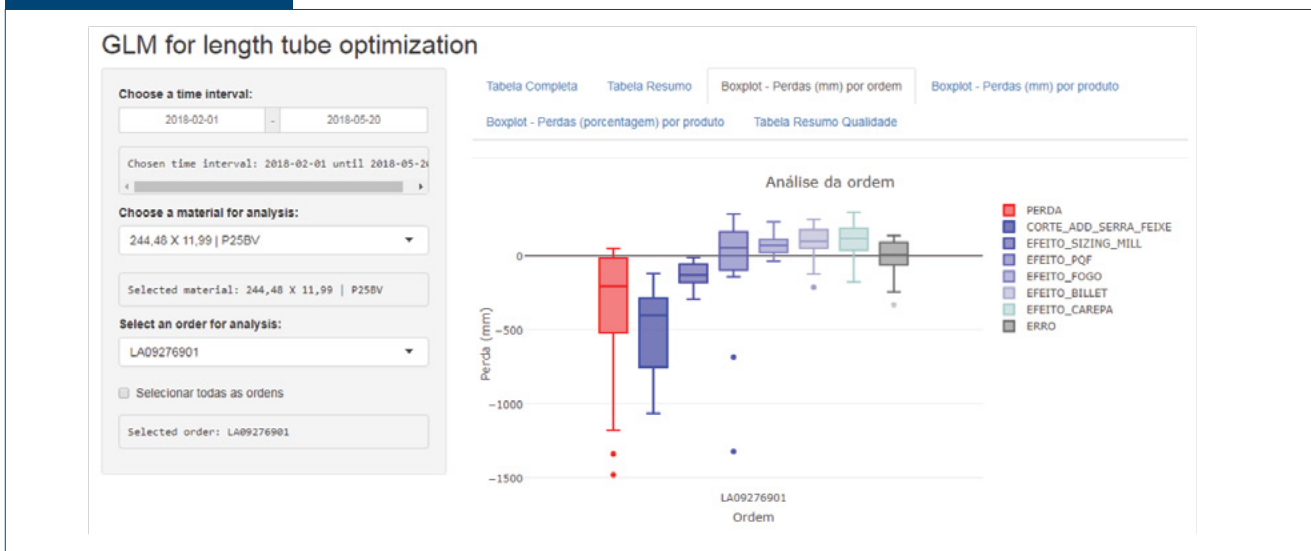 GLM for length tube optimization
Choose a time interval:
2018-02-01 - 2018-05-20
Chosen time interval: 2018-02-01 until 2018-05-20
Choose a material for analysis:
244,48 X 11,99 | P25BV
Selected material: 244,48 X 11,99 | P25BV
Select an order for analysis:
LA09276901
Selecionar todas as ordens
Selected order: LA09276901
Tabela Completa Tabela Resumo Boxplot - Perdas (mm) por ordem Boxplot - Perdas (mm) por produto
Boxplot - Perdas (porcentagem) por produto Tabela Resumo Qualidade
Análise da ordem
PERDA
CORTE_ADD_SERRA_FEIXE
EFEITO_SIZING_MILL
EFEITO_PQF
EFEITO_FOGO
EFEITO_BILLET
EFEITO_CAREPA
ERRO
Perda (mm)
0
−500
−1000
−1500
LA09276901
Ordem